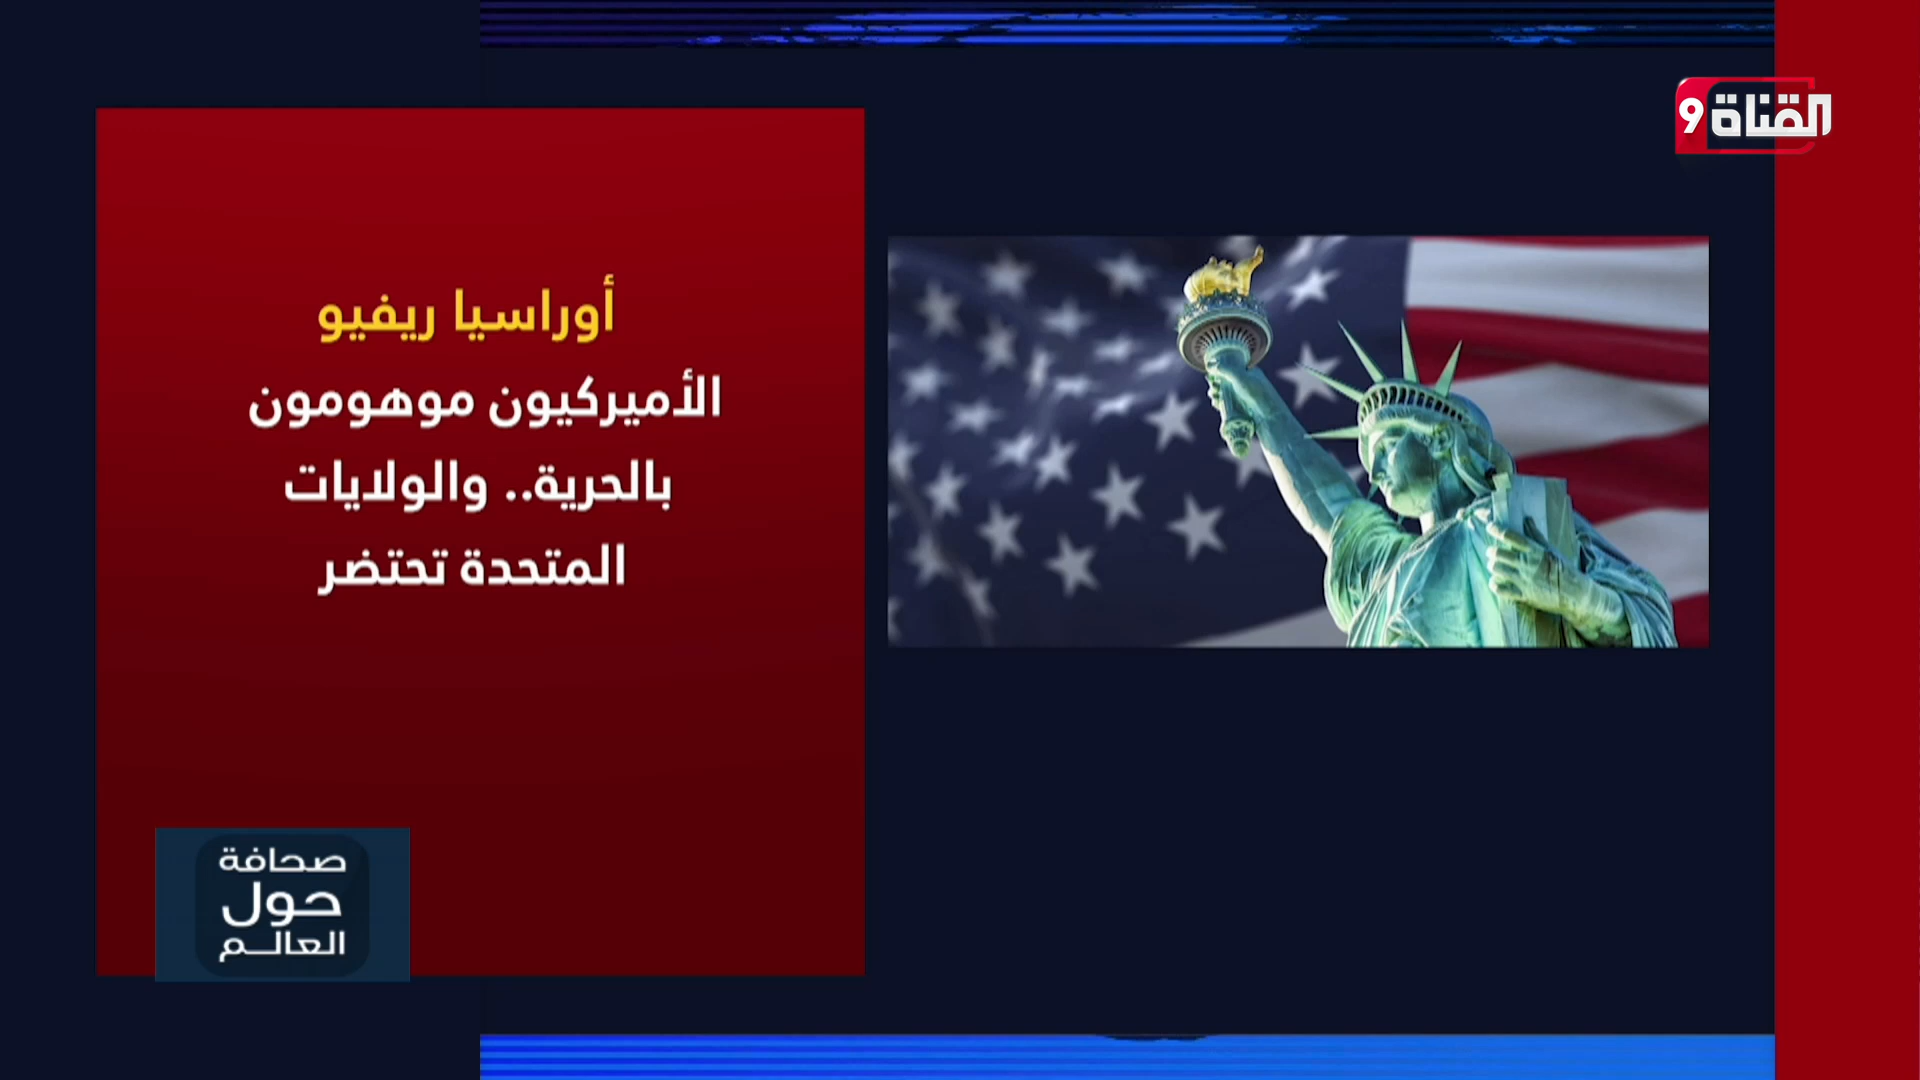 القناة 9
أوراسيا ريفيو
الأميركيون موهومون
بالحرية.. والولايات
المتحدة تحتضر
صحافة
حول
العالم